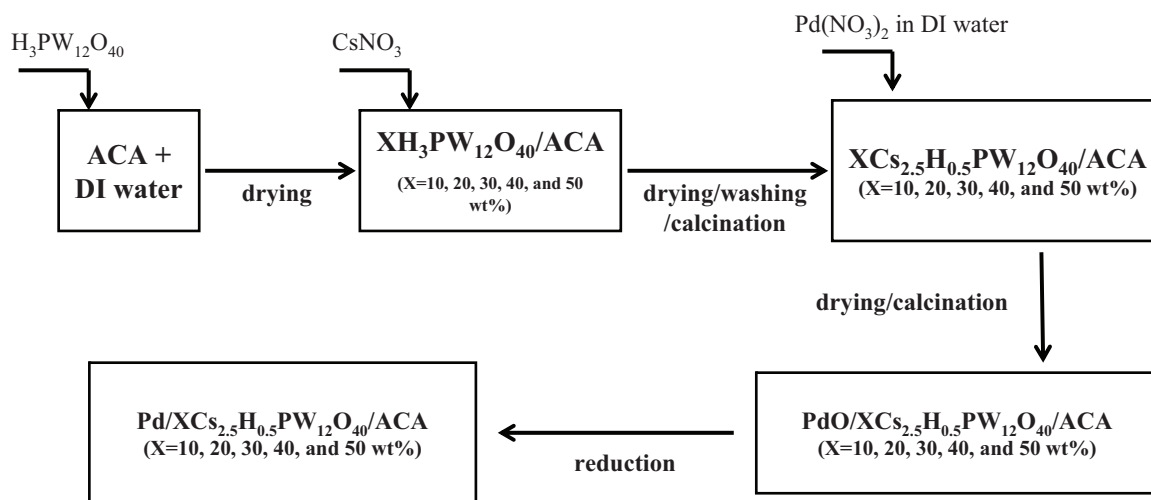 H₃PW₁₂O₄₀
CsNO₃
Pd(NO₃)₂ in DI water
ACA +
DI water
drying
XH₃PW₁₂O₄₀/ACA
(X=10, 20, 30, 40, and 50
wt%)
drying/washing
/calcination
XCs₂.₅H₀.₅PW₁₂O₄₀/ACA
(X=10, 20, 30, 40, and 50 wt%)
drying/calcination
Pd/XCs₂.₅H₀.₅PW₁₂O₄₀/ACA
(X=10, 20, 30, 40, and 50 wt%)
reduction
PdO/XCs₂.₅H₀.₅PW₁₂O₄₀/ACA
(X=10, 20, 30, 40, and 50 wt%)